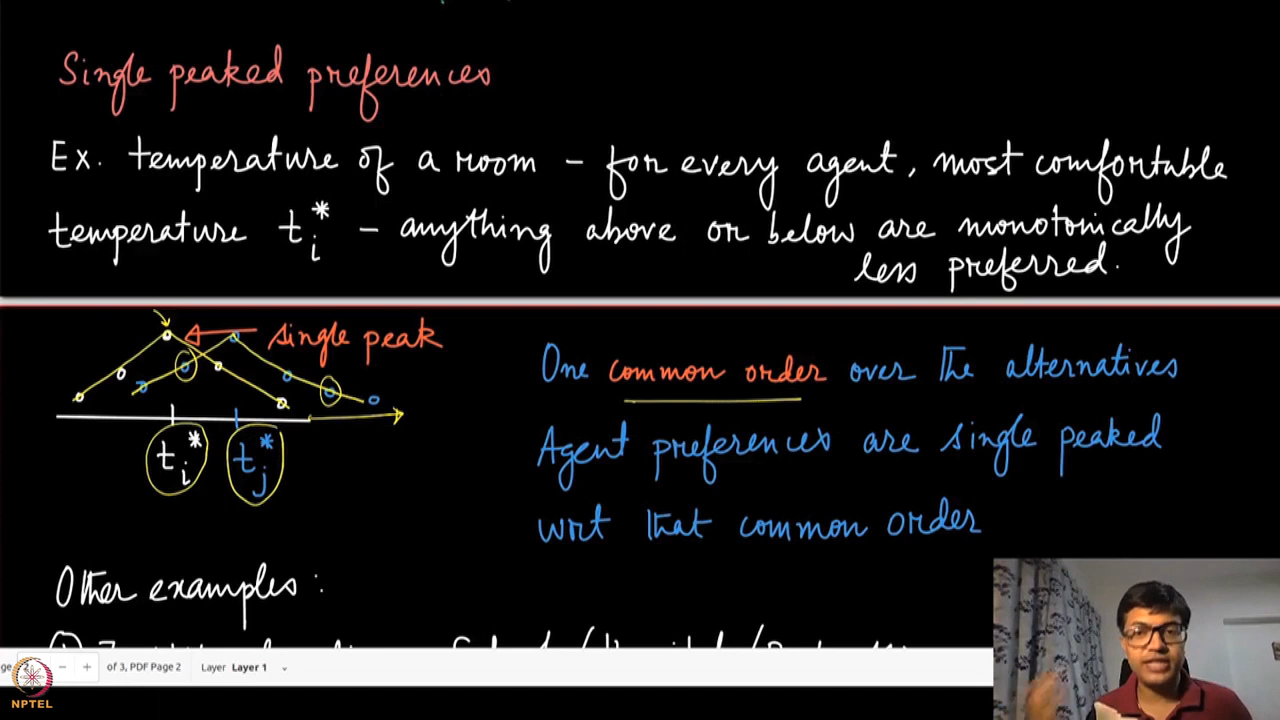 Single peaked preferences
Ex. temperature of a room - for every agent, most comfortable
temperature t_i* - anything above or below are monotonically
less preferred.
single peak
t_i* t_j*
One common order over the alternatives
Agent preferences are single peaked
wrt that common order
Other examples :
of 3, PDF Page 2 Layer Layer 1
NPTEL